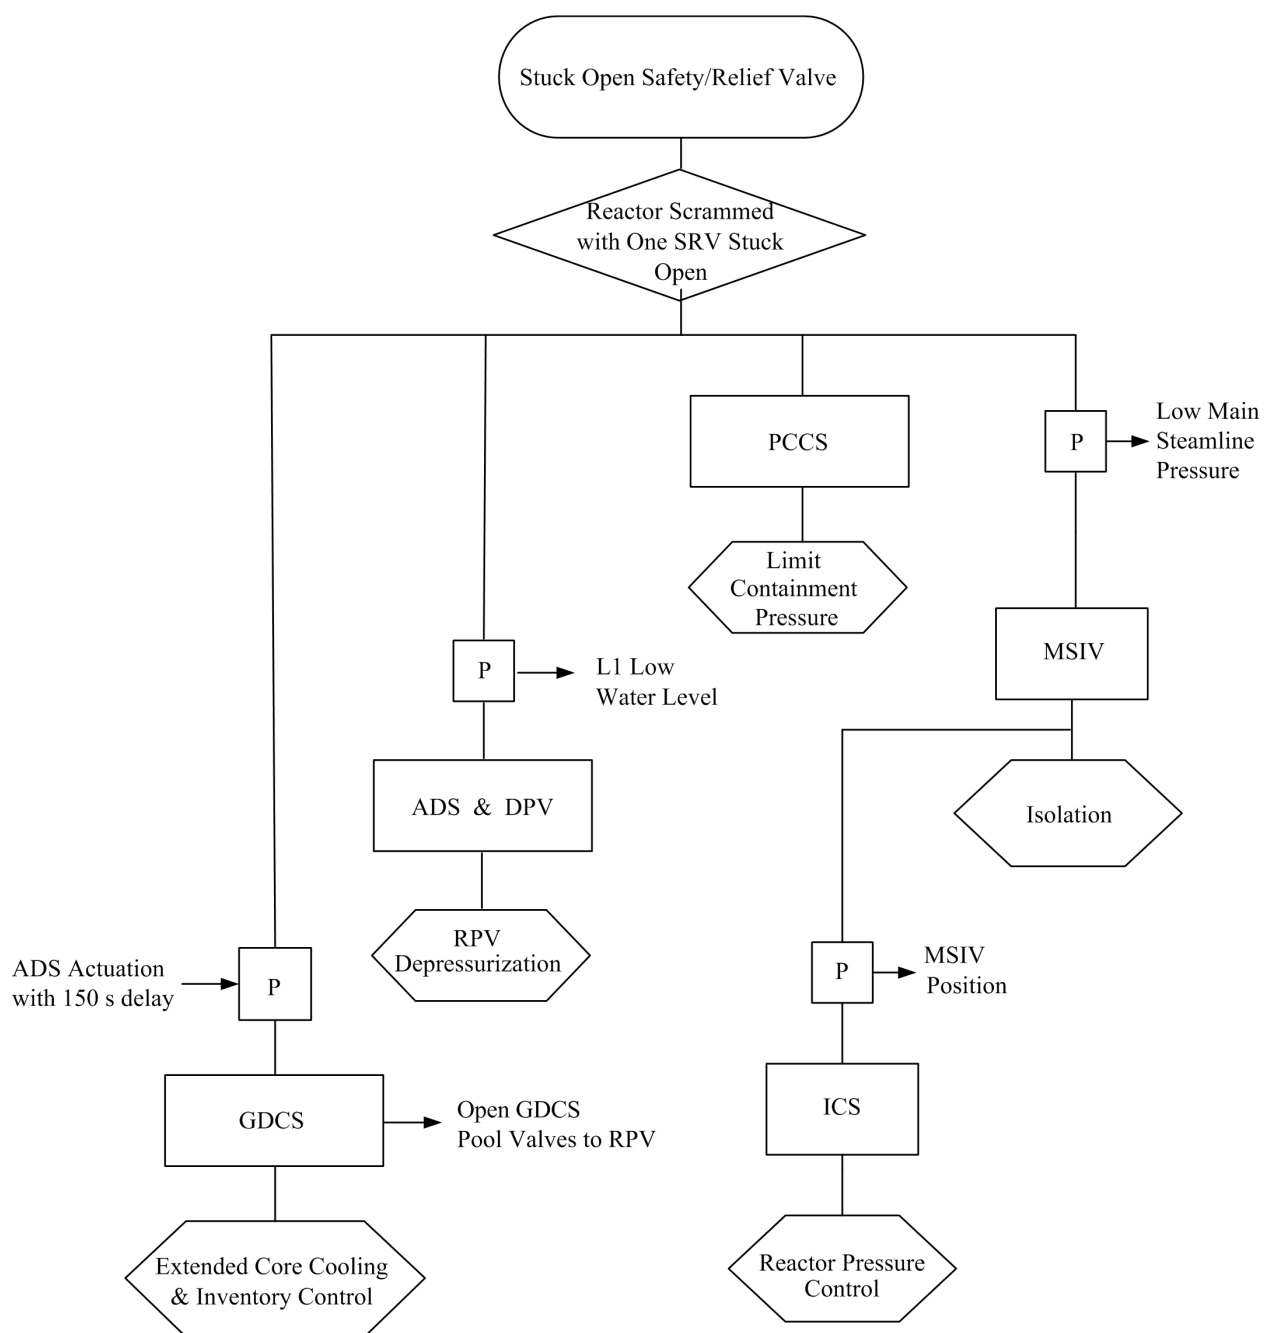 Stuck Open Safety/Relief Valve
Reactor Scrammed
with One SRV Stuck
Open
PCCS
P
Low Main
Steamline
Pressure
Limit
Containment
Pressure
P
L1 Low
Water Level
MSIV
ADS & DPV
Isolation
RPV
Depressurization
ADS Actuation
with 150 s delay
P
P
MSIV
Position
GDCS
Open GDCS
Pool Valves to RPV
ICS
Extended Core Cooling
& Inventory Control
Reactor Pressure
Control